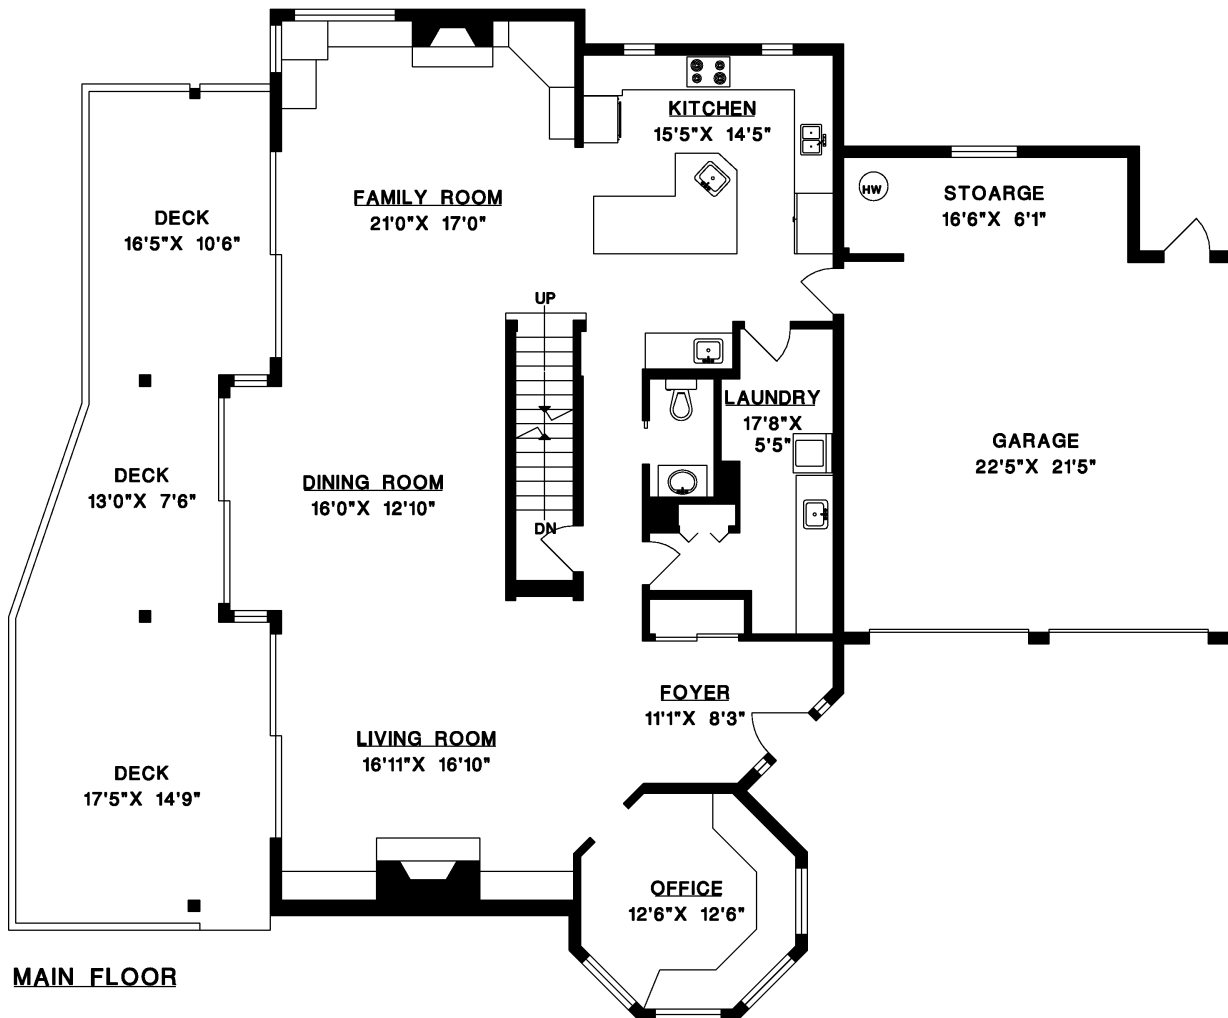 KITCHEN
15'5"X 14'5"
FAMILY ROOM
21'0"X 17'0"
HW
STOARGE
16'6"X 6'1"
DECK
16'5"X 10'6"
UP
LAUNDRY
17'8"X
5'5"
GARAGE
22'5"X 21'5"
DECK
13'0"X 7'6"
DINING ROOM
16'0"X 12'10"
DN
FOYER
11'1"X 8'3"
LIVING ROOM
16'11"X 16'10"
DECK
17'5"X 14'9"
OFFICE
12'6"X 12'6"
MAIN FLOOR